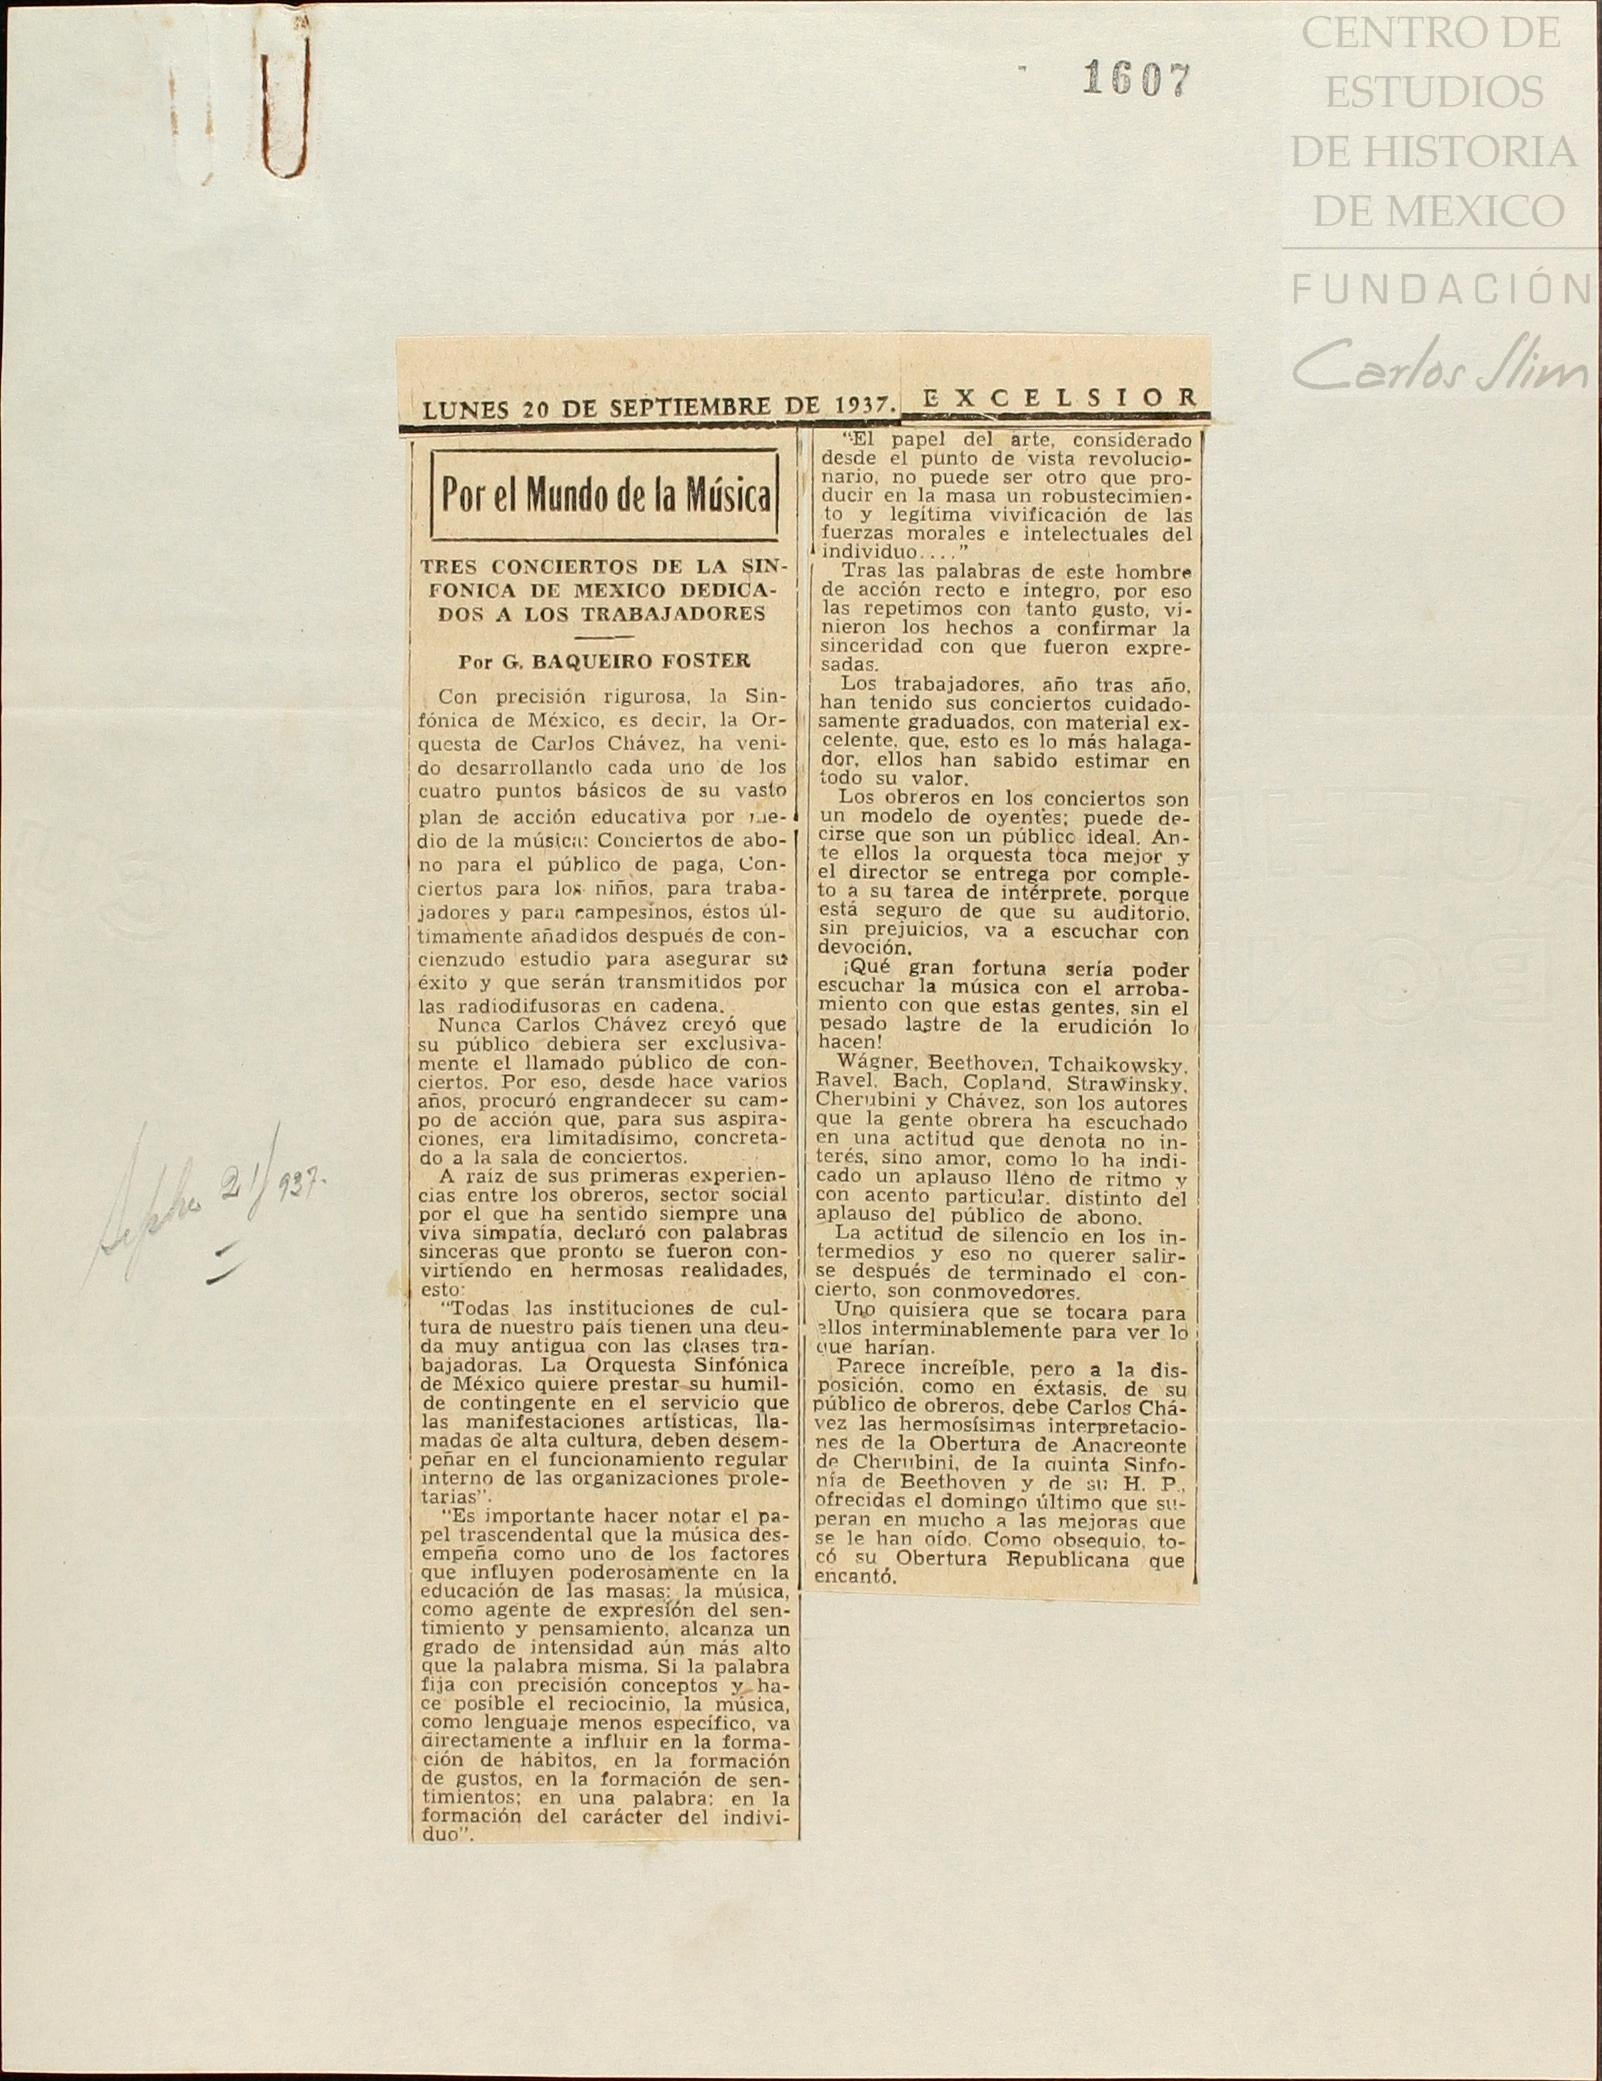 1607
CENTRO DE
ESTUDIOS
DE HISTORIA
DE MEXICO
FUNDACIÓN
Carlos Slim
LUNES 20 DE SEPTIEMBRE DE 1937.
EXCELSIOR
Por el Mundo de la Música
TRES CONCIERTOS DE LA SIN-
FONICA DE MEXICO DEDICA-
DOS A LOS TRABAJADORES
Por G. BAQUEIRO FOSTER
Con precisión rigurosa, la Sin-
fónica de México, es decir, la Or-
questa de Carlos Chávez, ha veni-
do desarrollando cada uno de los
cuatro puntos básicos de su vasto
plan de acción educativa por me-
dio de la música: Conciertos de abo-
no para el público de paga, Con-
ciertos para los niños, para traba-
jadores y para campesinos, éstos úl-
timamente añadidos después de con-
cienzudo estudio para asegurar su
éxito y que serán transmitidos por
las radiodifusoras en cadena.
Nunca Carlos Chávez creyó que
su público debiera ser exclusiva-
mente el llamado público de con-
ciertos. Por eso, desde hace varios
años, procuró engrandecer su cam-
po de acción que, para sus aspira-
ciones, era limitadísimo, concreta-
do a la sala de conciertos.
A raíz de sus primeras experien-
cias entre los obreros, sector social
por el que ha sentido siempre una
viva simpatía, declaró con palabras
sinceras que pronto se fueron con-
virtiendo en hermosas realidades,
esto:
"Todas las instituciones de cul-
tura de nuestro país tienen una deu-
da muy antigua con las clases tra-
bajadoras. La Orquesta Sinfónica
de México quiere prestar su humil-
de contingente en el servicio que
las manifestaciones artísticas, lla-
madas de alta cultura, deben desem-
peñar en el funcionamiento regular
interno de las organizaciones prole-
tarias".
"Es importante hacer notar el pa-
pel trascendental que la música des-
empeña como uno de los factores
que influyen poderosamente en la
educación de las masas; la música,
como agente de expresión del sen-
timiento y pensamiento, alcanza un
grado de intensidad aún más alto
que la palabra misma. Si la palabra
fija con precisión conceptos y ha-
ce posible el reciocinio, la música,
como lenguaje menos específico, va
directamente a influir en la forma-
ción de hábitos, en la formación
de gustos, en la formación de sen-
timientos; en una palabra: en la
formación del carácter del indivi-
duo".
"El papel del arte, considerado
desde el punto de vista revolucio-
nario, no puede ser otro que pro-
ducir en la masa un robustecimien-
to y legítima vivificación de las
fuerzas morales e intelectuales del
individuo...."
Tras las palabras de este hombre
de acción recto e íntegro, por eso
las repetimos con tanto gusto, vi-
nieron los hechos a confirmar la
sinceridad con que fueron expre-
sadas.
Los trabajadores, año tras año,
han tenido sus conciertos cuidado-
samente graduados, con material ex-
celente, que, esto es lo más halaga-
dor, ellos han sabido estimar en
todo su valor.
Los obreros en los conciertos son
un modelo de oyentes; puede de-
cirse que son un público ideal. An-
te ellos la orquesta toca mejor y
el director se entrega por comple-
to a su tarea de intérprete, porque
está seguro de que su auditorio,
sin prejuicios, va a escuchar con
devoción.
¡Qué gran fortuna sería poder
escuchar la música con el arroba-
miento con que estas gentes, sin el
pesado lastre de la erudición lo
hacen!
Wágner, Beethoven, Tchaikowsky,
Ravel, Bach, Copland, Strawinsky,
Cherubini y Chávez, son los autores
que la gente obrera ha escuchado
en una actitud que denota no in-
terés, sino amor, como lo ha indi-
cado un aplauso lleno de ritmo y
con acento particular, distinto del
aplauso del público de abono.
La actitud de silencio en los in-
termedios y eso no querer salir-
se después de terminado el con-
cierto, son conmovedores.
Uno quisiera que se tocara para
ellos interminablemente para ver lo
que harían.
Parece increíble, pero a la dis-
posición, como en éxtasis, de su
público de obreros, debe Carlos Chá-
vez las hermosísimas interpretacio-
nes de la Obertura de Anacreonte
de Cherubini, de la quinta Sinfo-
nía de Beethoven y de su H. P.,
ofrecidas el domingo último que su-
peran en mucho a las mejoras que
se le han oído. Como obsequio, to-
có su Obertura Republicana que
encantó.
21/937.